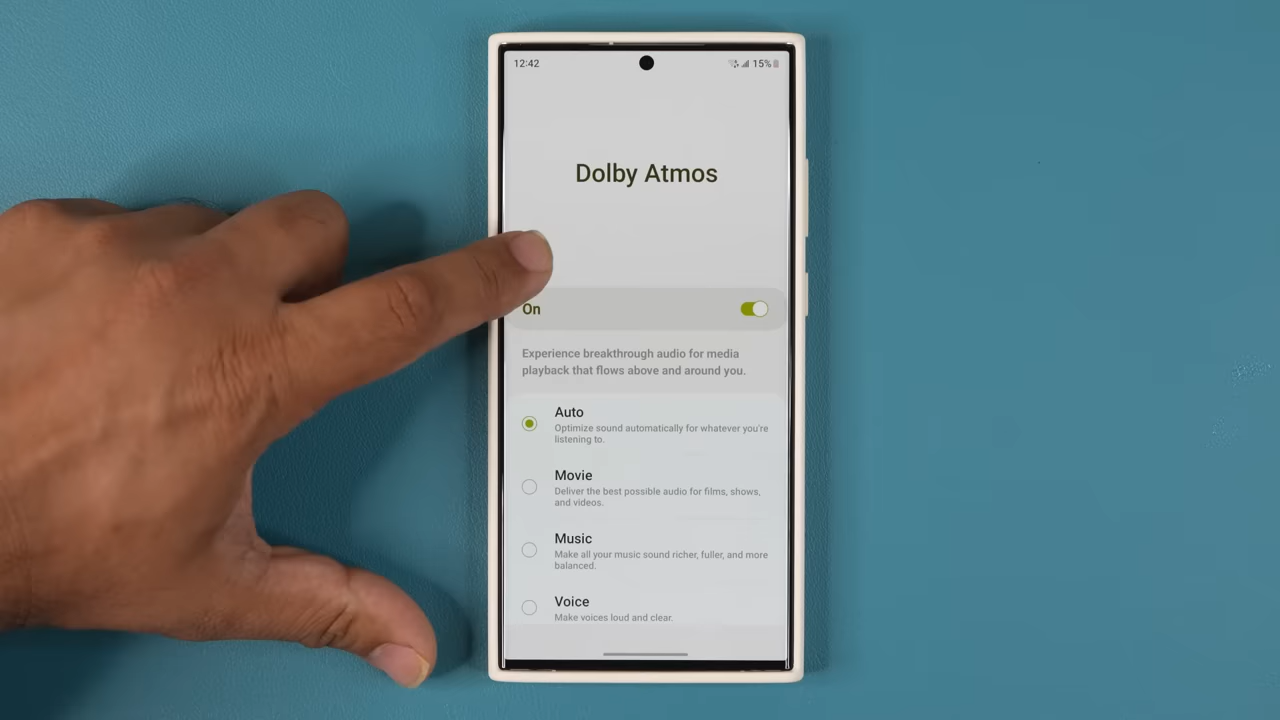 12:42
15%
Dolby Atmos
On
Experience breakthrough audio for media
playback that flows above and around you.
Auto
Optimize sound automatically for whatever you're
listening to.
Movie
Deliver the best possible audio for films, shows,
and videos.
Music
Make all your music sound richer, fuller, and more
balanced.
Voice
Make voices loud and clear.